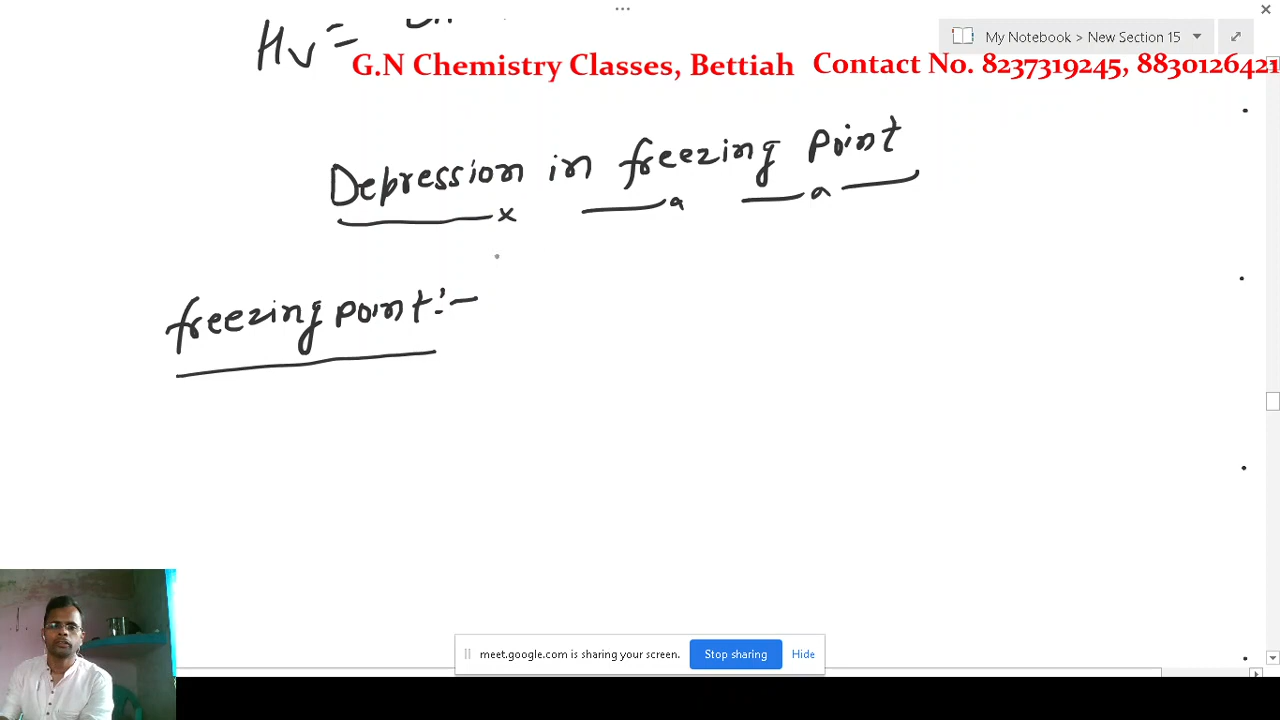 Hv =
My Notebook > New Section 15
G.N Chemistry Classes, Bettiah Contact No. 8237319245, 8830126421
Depression in freezing point
freezing point :-
meet.google.com is sharing your screen. Stop sharing Hide